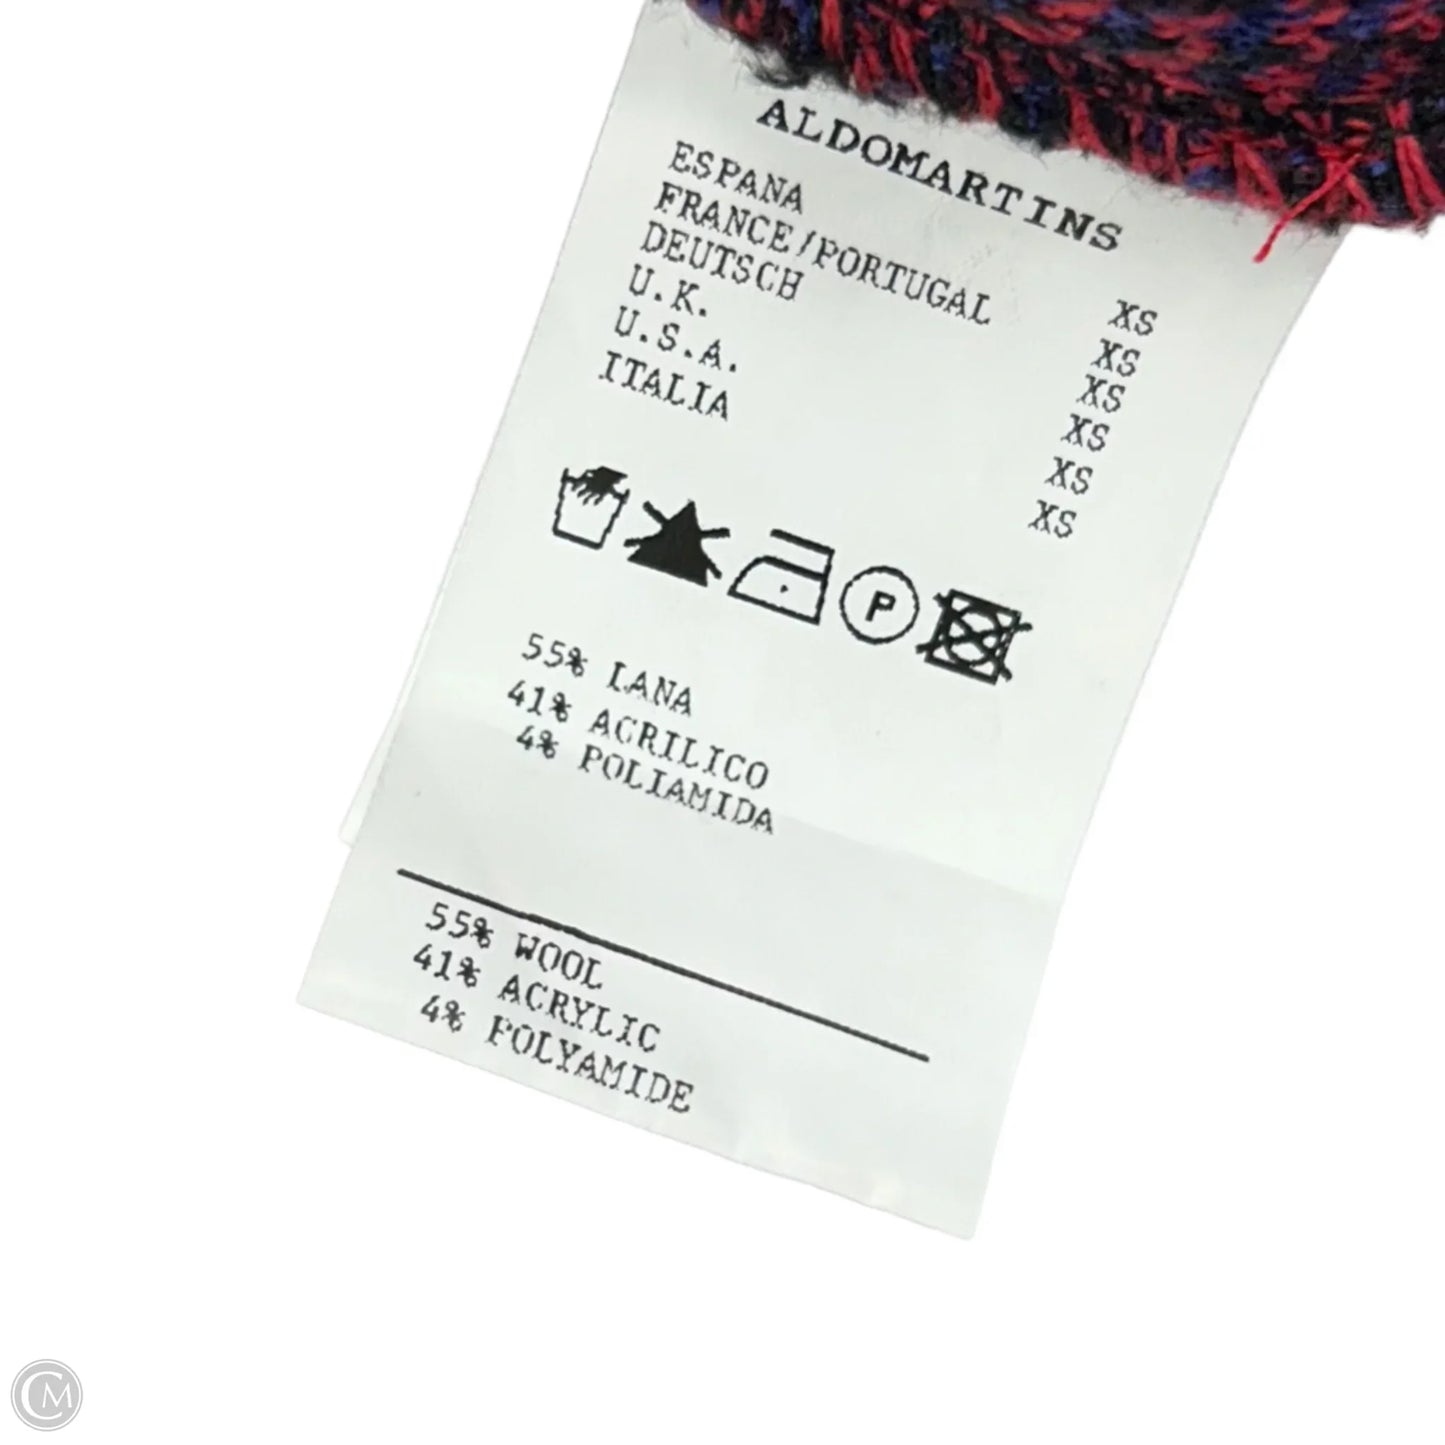 ALDOMARTINS
ESPANA XS
FRANCE/PORTUGAL XS
DEUTSCH XS
U.K. XS
U.S.A. XS
ITALIA XS
P
55% LANA
41% ACRILICO
4% POLIAMIDA
55% WOOL
41% ACRYLIC
4% POLYAMIDE
CM